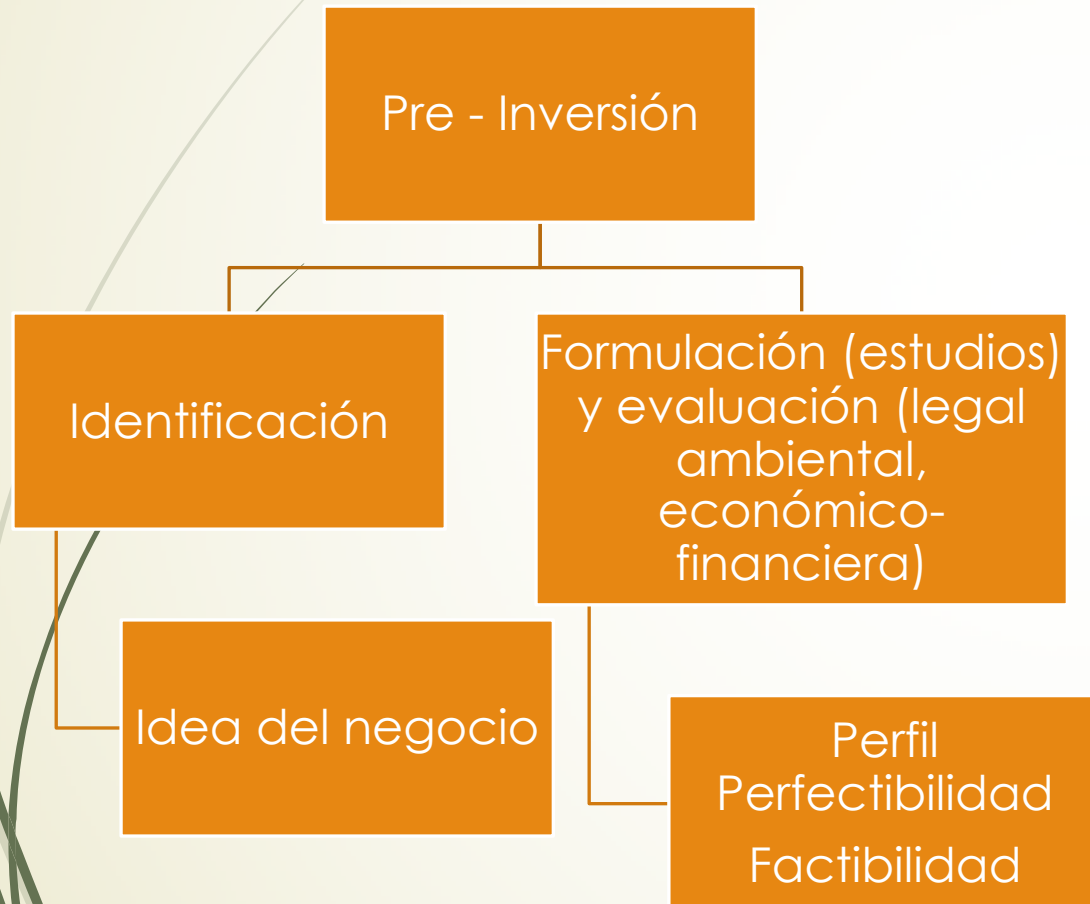 Pre - Inversión
Identificación
Idea del negocio
Formulación (estudios)
y evaluación (legal
ambiental,
económico-
financiera)
Perfil
Perfectibilidad
Factibilidad